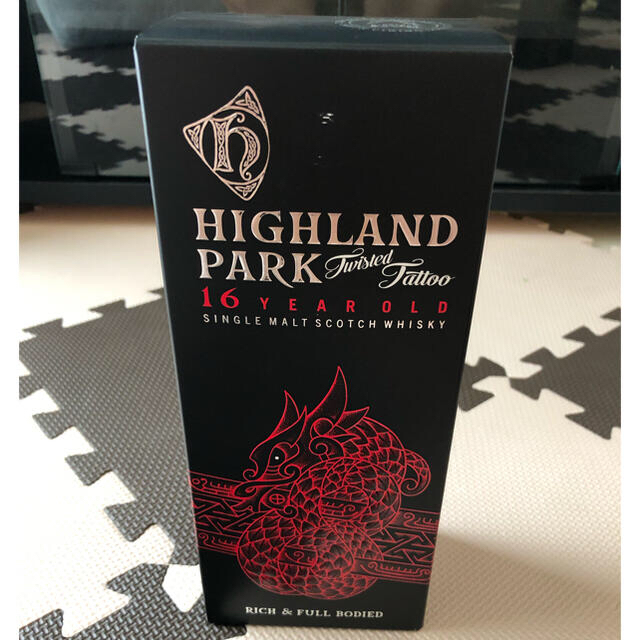 h
HIGHLAND
PARK Twisted Tattoo
16 YEAR OLD
SINGLE MALT SCOTCH WHISKY
RICH & FULL BODIED